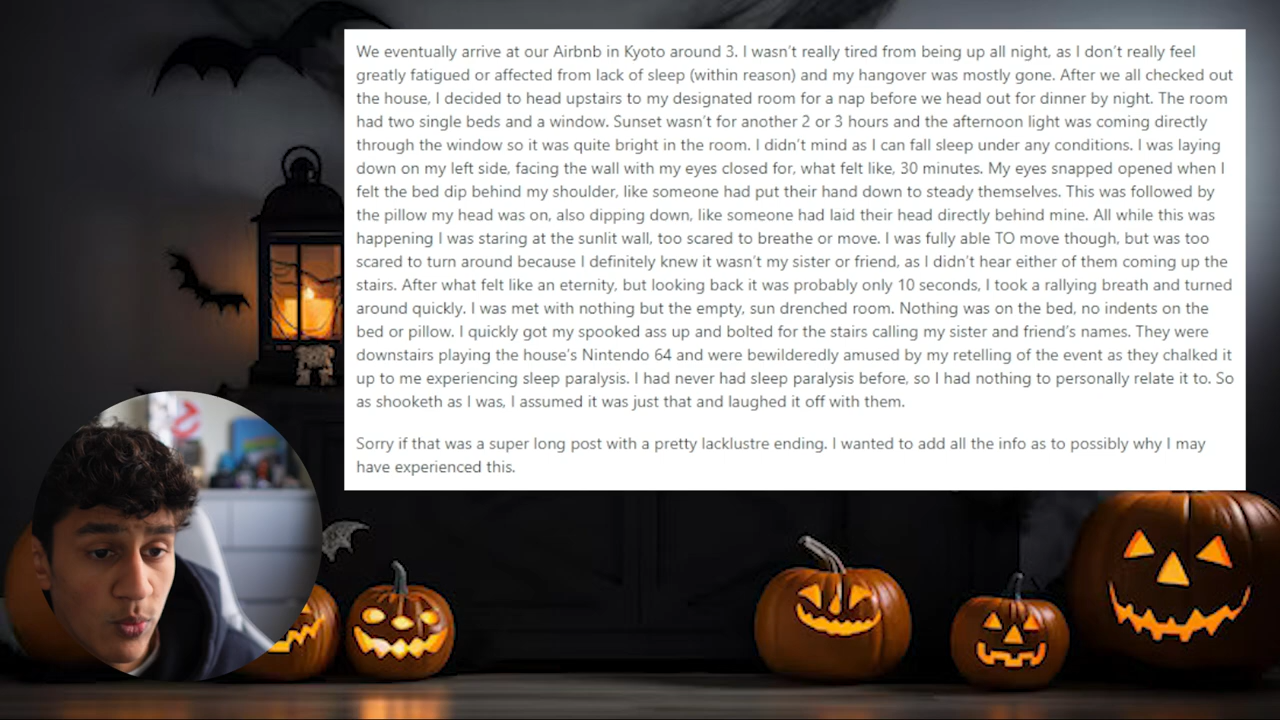 We eventually arrive at our Airbnb in Kyoto around 3. I wasn't really tired from being up all night, as I don't really feel
greatly fatigued or affected from lack of sleep (within reason) and my hangover was mostly gone. After we all checked out
the house, I decided to head upstairs to my designated room for a nap before we head out for dinner by night. The room
had two single beds and a window. Sunset wasn't for another 2 or 3 hours and the afternoon light was coming directly
through the window so it was quite bright in the room. I didn't mind as I can fall sleep under any conditions. I was laying
down on my left side, facing the wall with my eyes closed for, what felt like, 30 minutes. My eyes snapped opened when I
felt the bed dip behind my shoulder, like someone had put their hand down to steady themselves. This was followed by
the pillow my head was on, also dipping down, like someone had laid their head directly behind mine. All while this was
happening I was staring at the sunlit wall, too scared to breathe or move. I was fully able TO move though, but was too
scared to turn around because I definitely knew it wasn't my sister or friend, as I didn't hear either of them coming up the
stairs. After what felt like an eternity, but looking back it was probably only 10 seconds, I took a rallying breath and turned
around quickly. I was met with nothing but the empty, sun drenched room. Nothing was on the bed, no indents on the
bed or pillow. I quickly got my spooked ass up and bolted for the stairs calling my sister and friend's names. They were
downstairs playing the house's Nintendo 64 and were bewilderedly amused by my retelling of the event as they chalked it
up to me experiencing sleep paralysis. I had never had sleep paralysis before, so I had nothing to personally relate it to. So
as shooketh as I was, I assumed it was just that and laughed it off with them.
Sorry if that was a super long post with a pretty lacklustre ending. I wanted to add all the info as to possibly why I may
have experienced this.